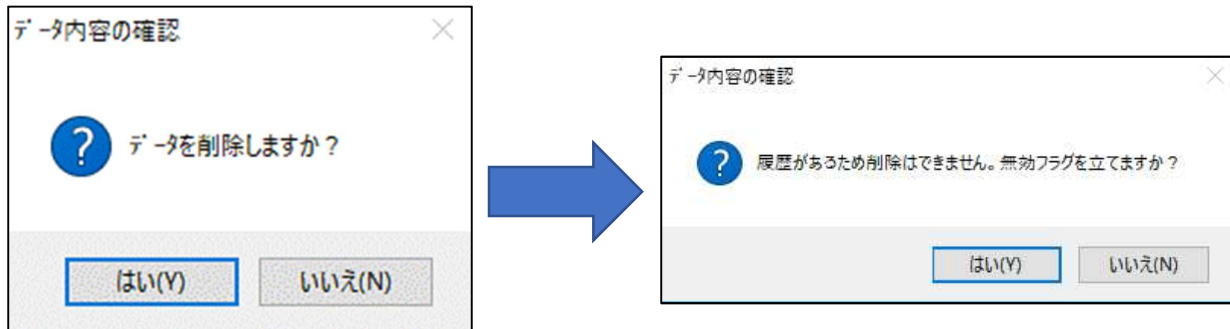 ﾃﾞｰﾀ内容の確認
ﾃﾞｰﾀを削除しますか？
はい(Y)
いいえ(N)
ﾃﾞｰﾀ内容の確認
履歴があるため削除はできません。無効フラグを立てますか？
はい(Y)
いいえ(N)